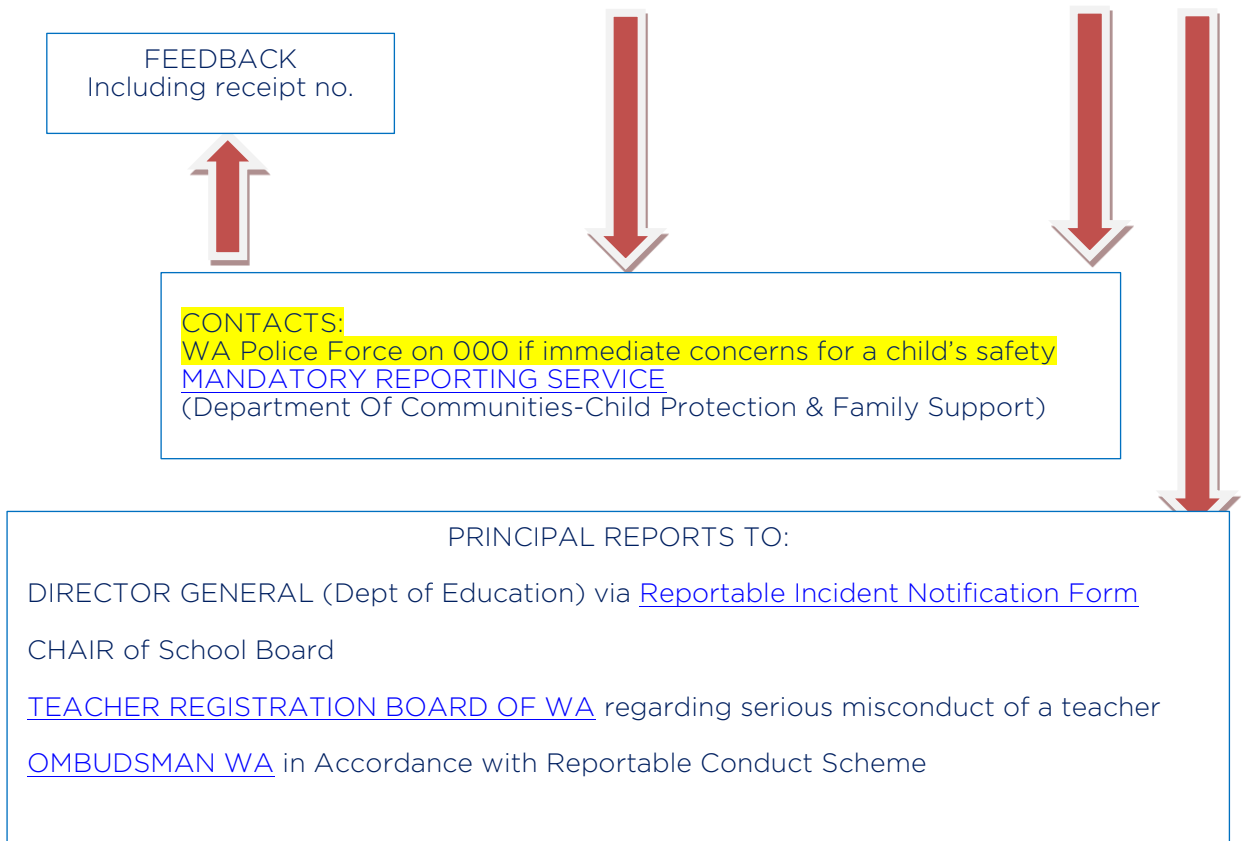 FEEDBACK
Including receipt no.
CONTACTS:
WA Police Force on 000 if immediate concerns for a child's safety
MANDATORY REPORTING SERVICE
(Department Of Communities-Child Protection & Family Support)
PRINCIPAL REPORTS TO:
DIRECTOR GENERAL (Dept of Education) via Reportable Incident Notification Form
CHAIR of School Board
TEACHER REGISTRATION BOARD OF WA regarding serious misconduct of a teacher
OMBUDSMAN WA in Accordance with Reportable Conduct Scheme